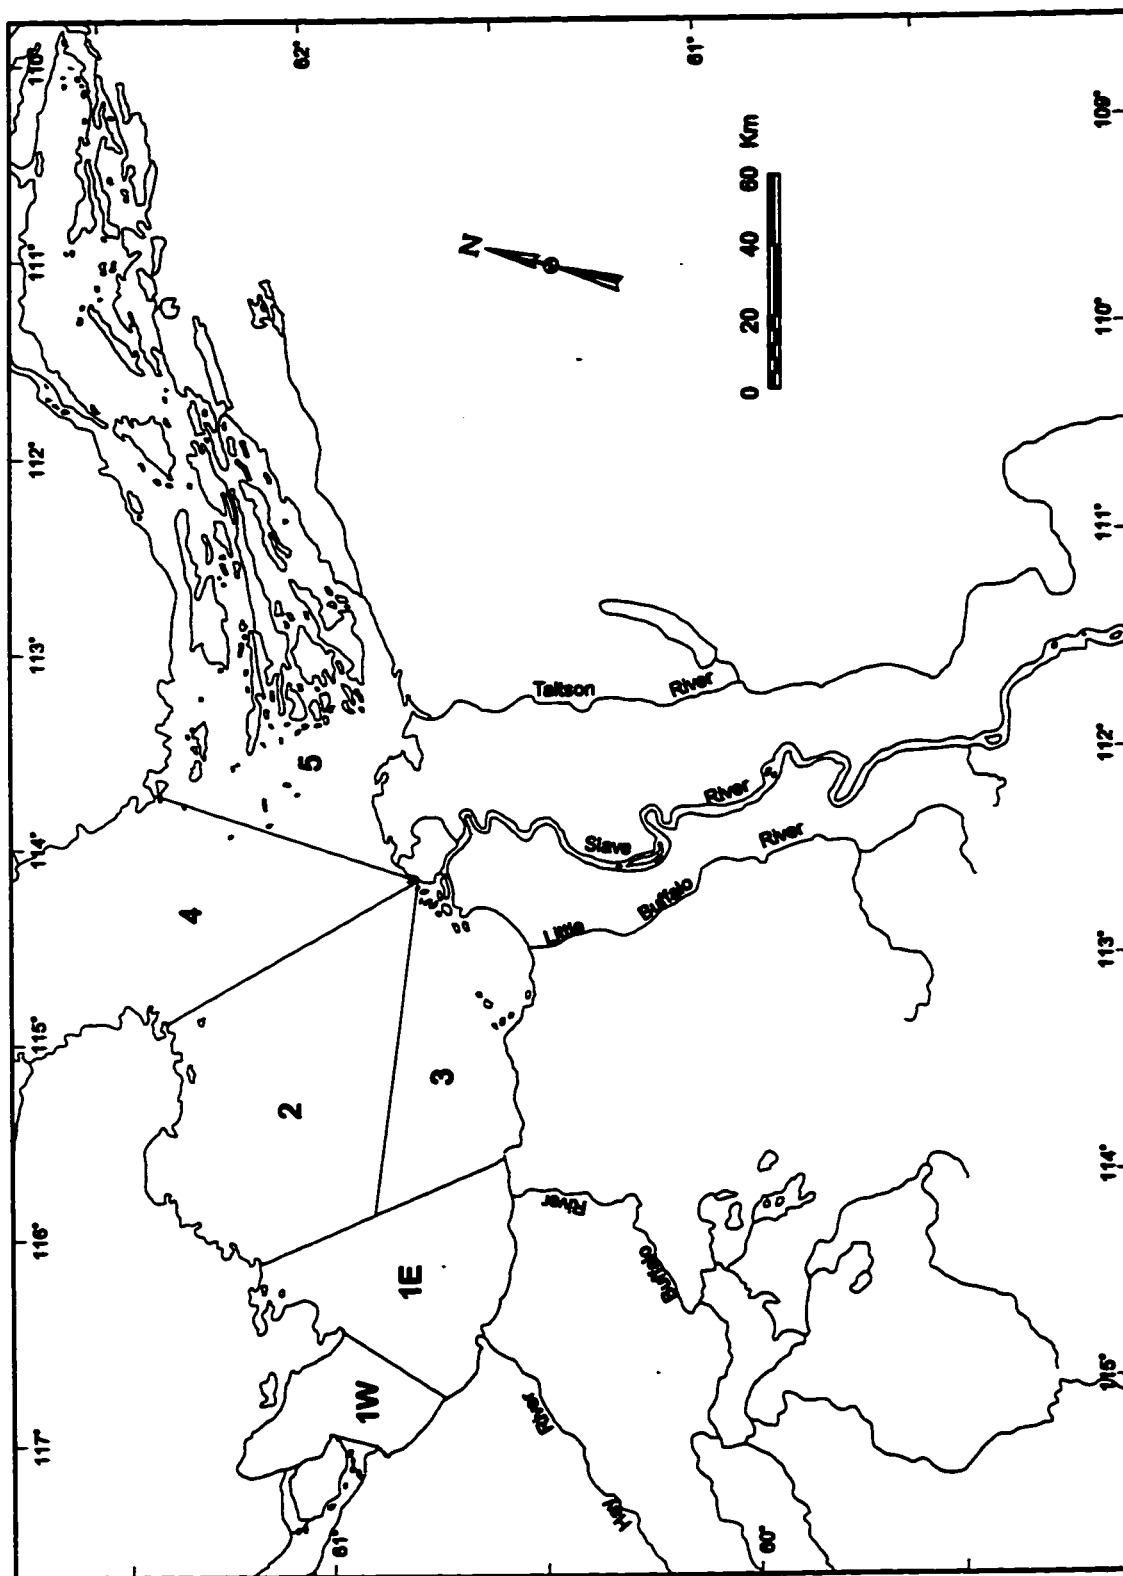 117° 116° 115° 114° 113° 112° 111° 110°
4
2
5
62°
61°
1W
1E
3
N
Hay River
Buffalo River
Little Buffalo River
Slave River
Taltson River
61°
0 20 40 60 Km
60°
115° 114° 113° 112° 111° 110° 109°